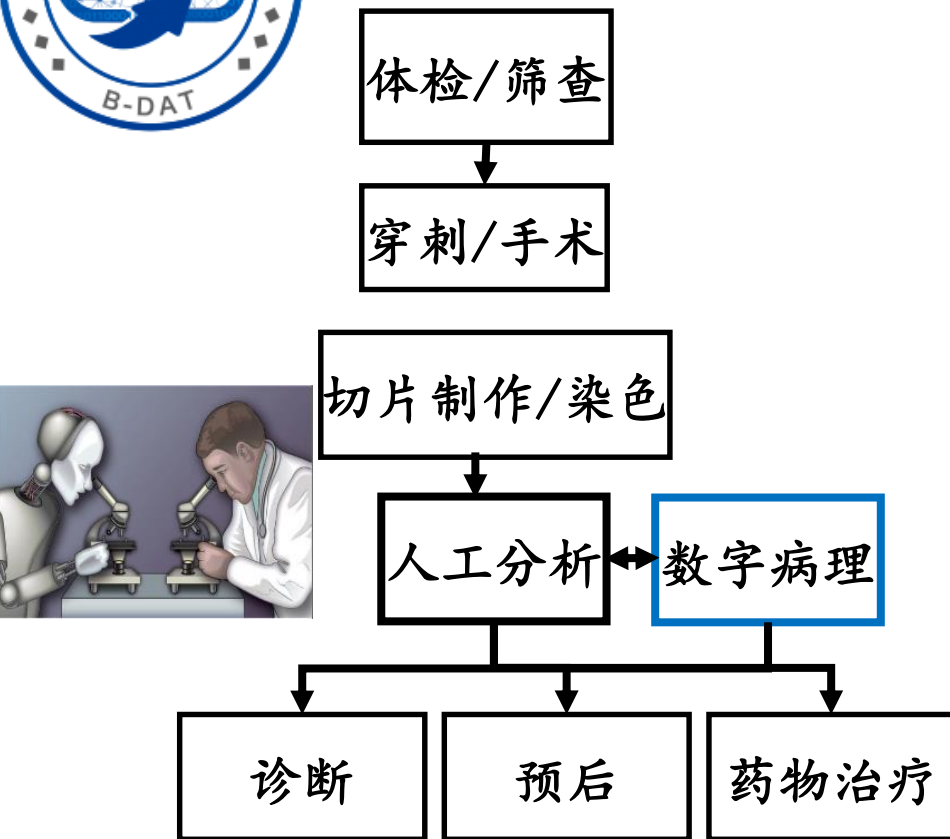 B-DAT
体检/筛查
穿刺/手术
切片制作/染色
人工分析
数字病理
诊断
预后
药物治疗